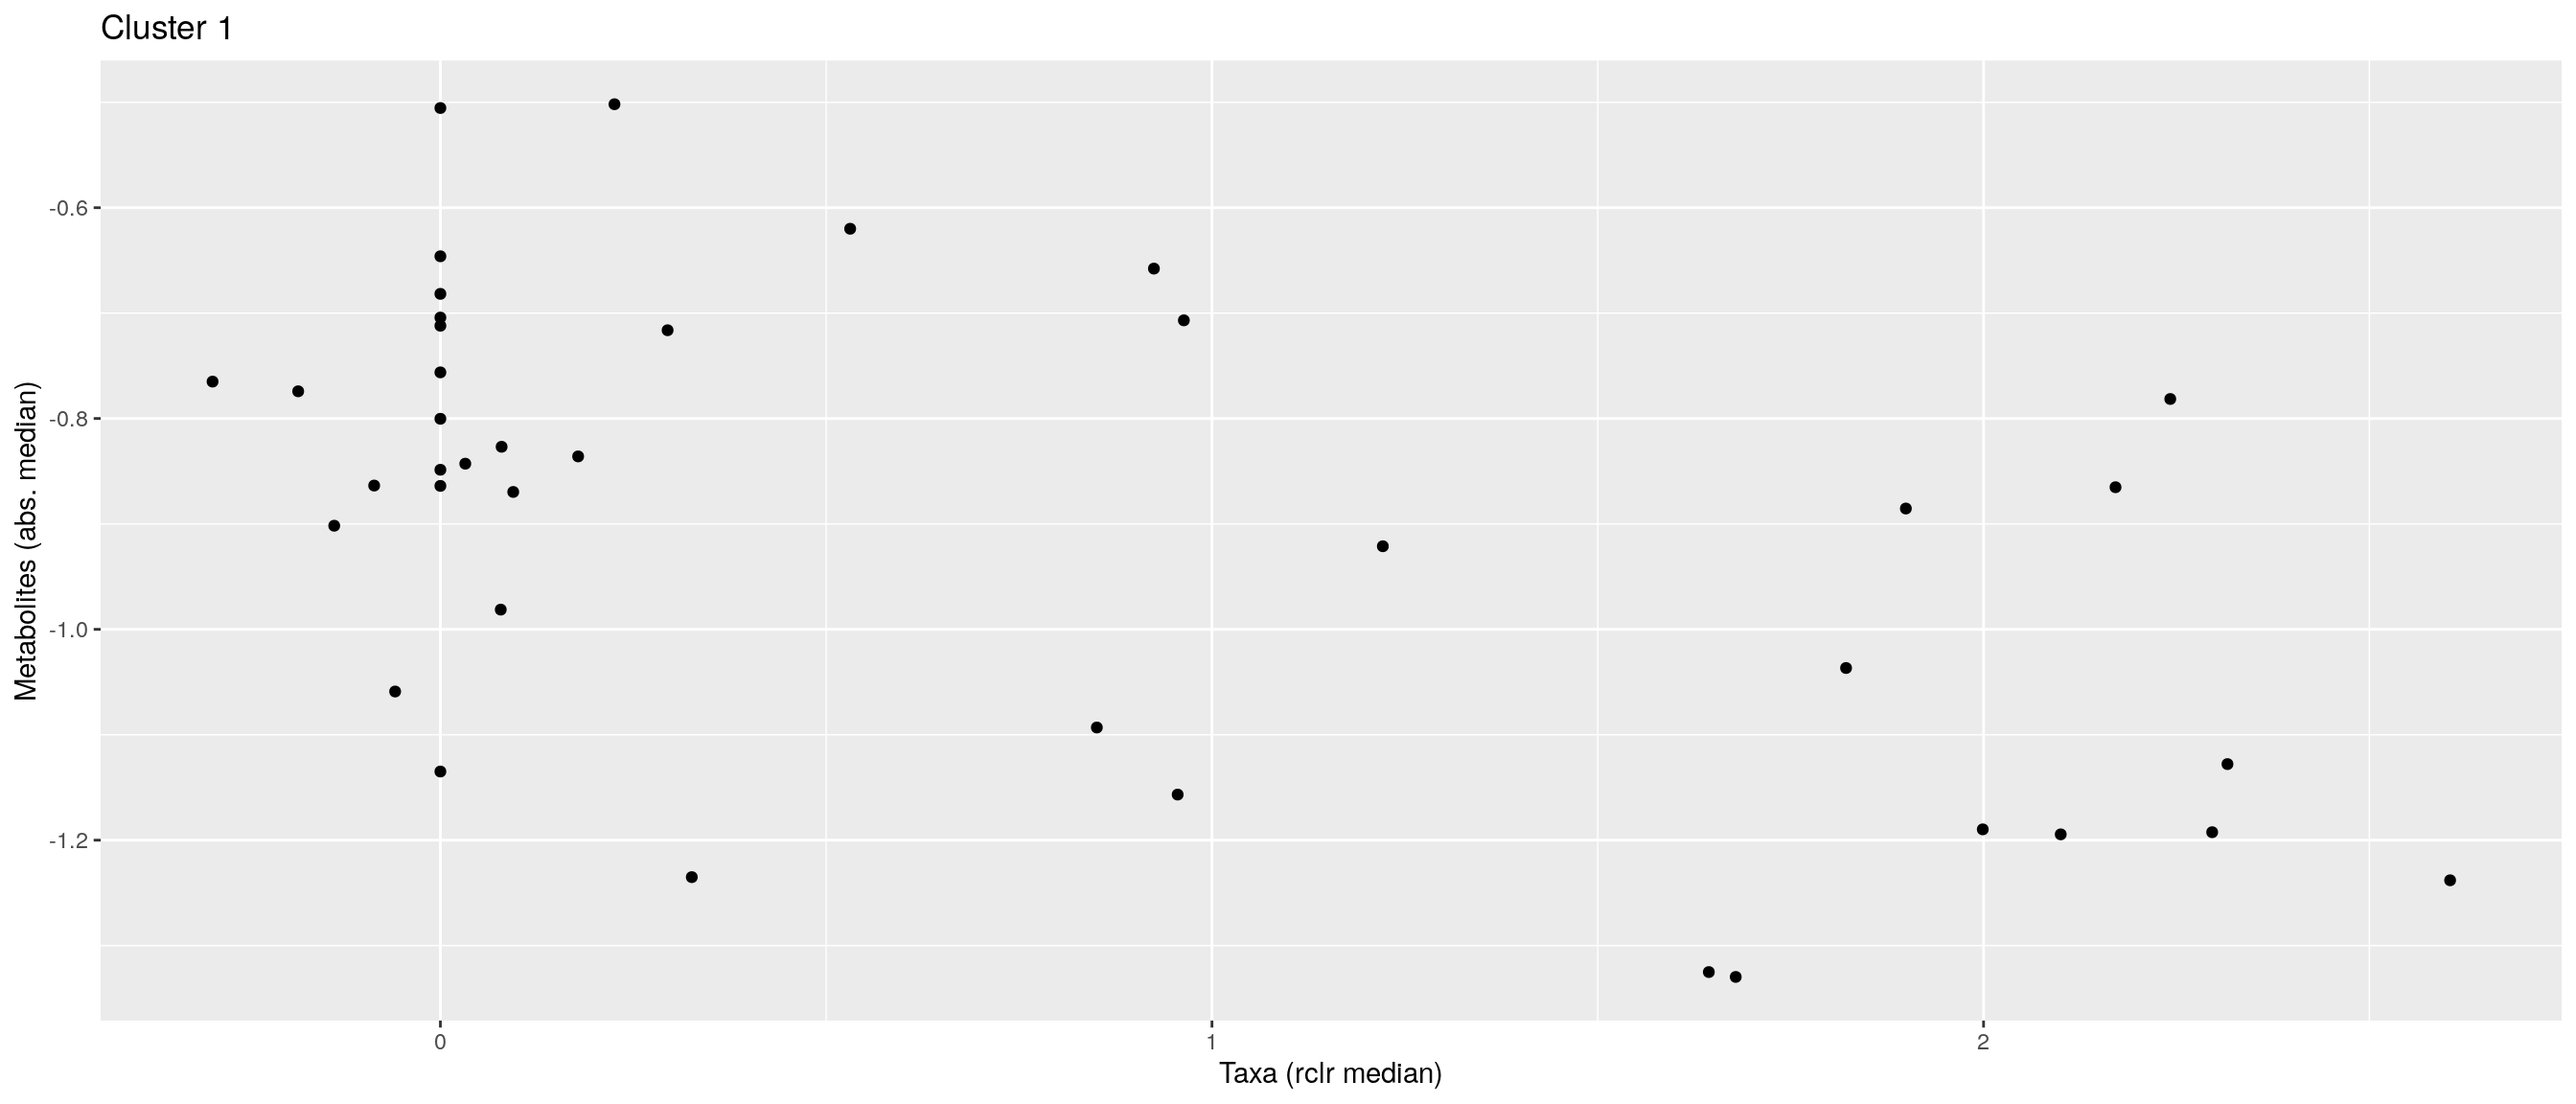 Cluster 1
Metabolites (abs. median)
-0.6
-0.8
-1.0
-1.2
0 1 2
Taxa (rclr median)